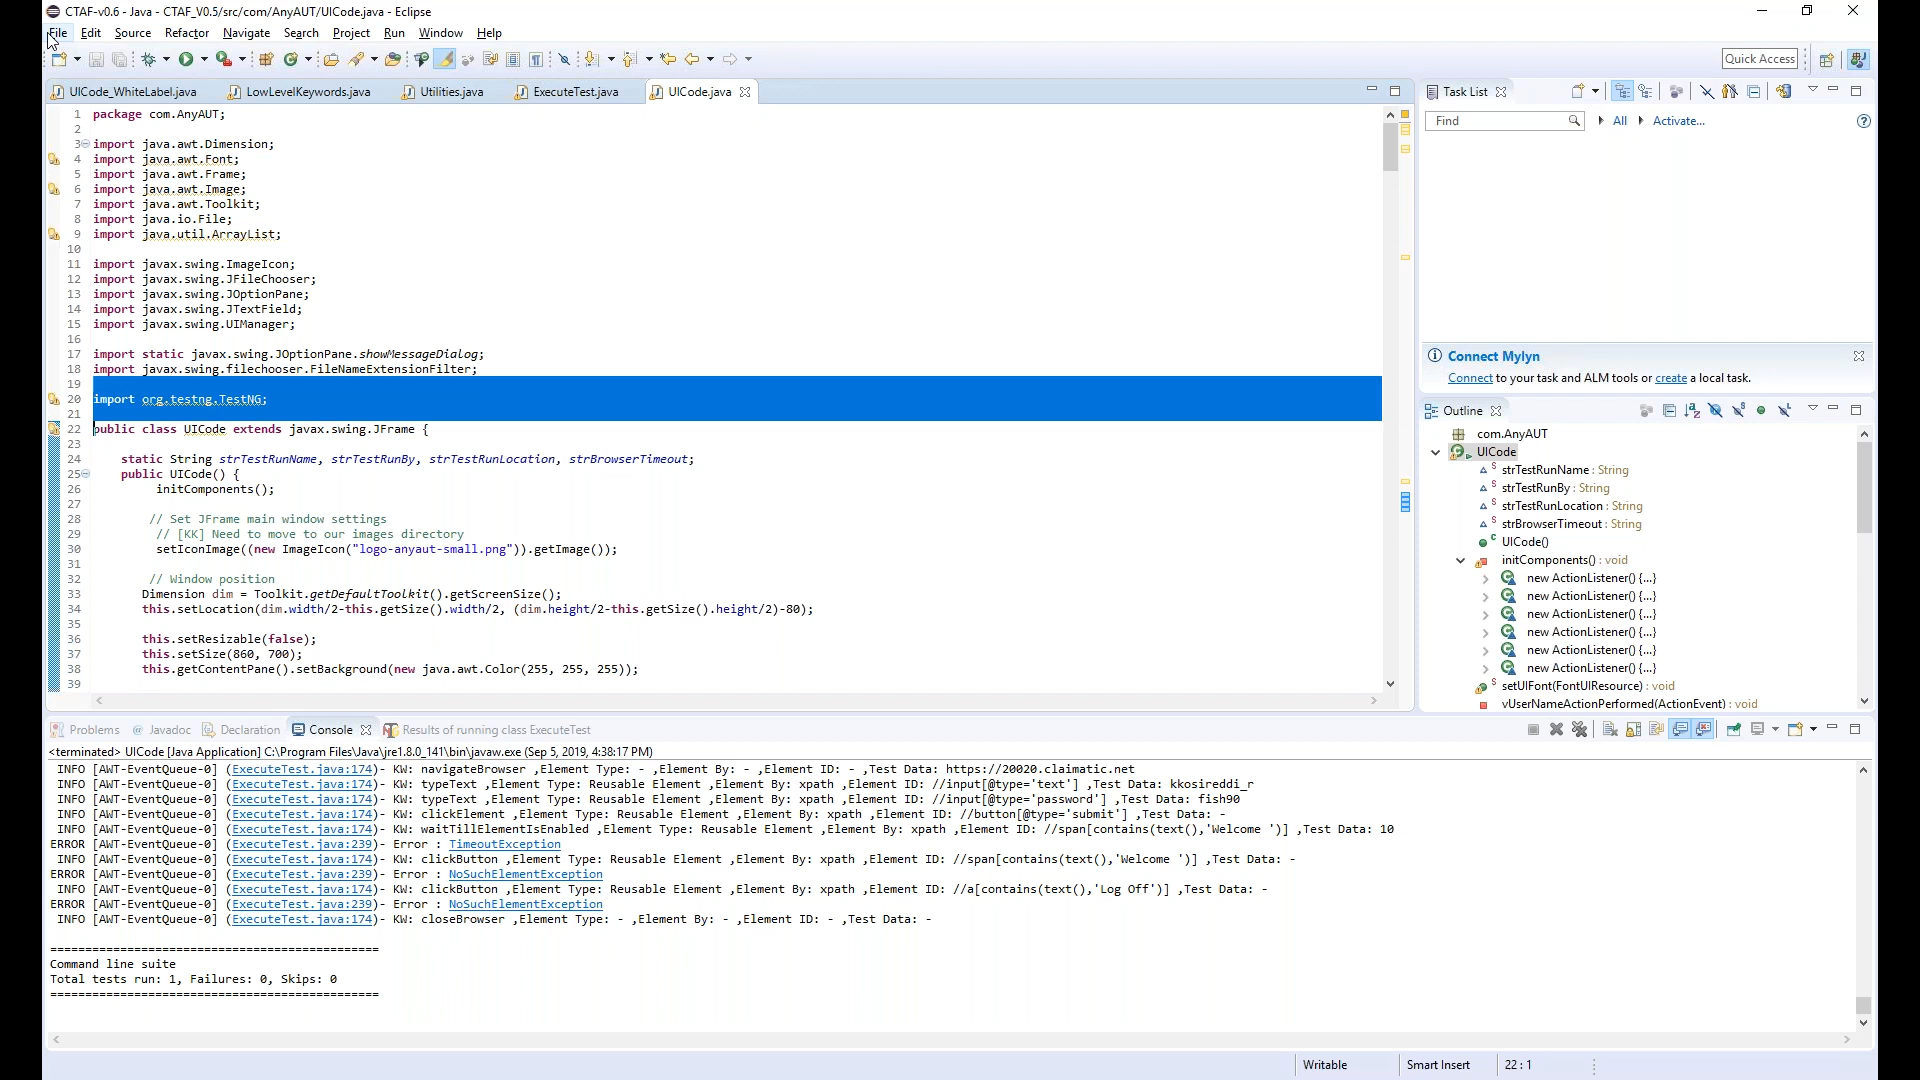 CTAF-v0.6 - Java - CTAF_V0.5/src/com/AnyAUT/UICode.java - Eclipse
File Edit Source Refactor Navigate Search Project Run Window Help
Quick Access
UICode_WhiteLabel.java LowLevelKeywords.java Utilities.java ExecuteTest.java UICode.java
1 package com.AnyAUT;
2
3 import java.awt.Dimension;
4 import java.awt.Font;
5 import java.awt.Frame;
6 import java.awt.Image;
7 import java.awt.Toolkit;
8 import java.io.File;
9 import java.util.ArrayList;
10
11 import javax.swing.ImageIcon;
12 import javax.swing.JFileChooser;
13 import javax.swing.JOptionPane;
14 import javax.swing.JTextField;
15 import javax.swing.UIManager;
16
17 import static javax.swing.JOptionPane.showMessageDialog;
18 import javax.swing.filechooser.FileNameExtensionFilter;
19
20 import org.testng.TestNG;
21
22 public class UICode extends javax.swing.JFrame {
23
24 static String strTestRunName, strTestRunBy, strTestRunLocation, strBrowserTimeout;
25 public UICode() {
26 initComponents();
27
28 // Set JFrame main window settings
29 // [KK] Need to move to our images directory
30 setIconImage((new ImageIcon("logo-anyaut-small.png")).getImage());
31
32 // Window position
33 Dimension dim = Toolkit.getDefaultToolkit().getScreenSize();
34 this.setLocation(dim.width/2-this.getSize().width/2, (dim.height/2-this.getSize().height/2)-80);
35
36 this.setResizable(false);
37 this.setSize(860, 700);
38 this.getContentPane().setBackground(new java.awt.Color(255, 255, 255));
39
Task List
Find All Activate...
Connect Mylyn
Connect to your task and ALM tools or create a local task.
Outline
com.AnyAUT
UICode
strTestRunName : String
strTestRunBy : String
strTestRunLocation : String
strBrowserTimeout : String
UICode()
initComponents() : void
new ActionListener() {...}
new ActionListener() {...}
new ActionListener() {...}
new ActionListener() {...}
new ActionListener() {...}
new ActionListener() {...}
setUIFont(FontUIResource) : void
vUserNameActionPerformed(ActionEvent) : void
Problems Javadoc Declaration Console Results of running class ExecuteTest
<terminated> UICode [Java Application] C:\Program Files\Java\jre1.8.0_141\bin\javaw.exe (Sep 5, 2019, 4:38:17 PM)
INFO [AWT-EventQueue-0] (ExecuteTest.java:174)- KW: navigateBrowser ,Element Type: - ,Element By: - ,Element ID: - ,Test Data: https://20020.claimatic.net
INFO [AWT-EventQueue-0] (ExecuteTest.java:174)- KW: typeText ,Element Type: Reusable Element ,Element By: xpath ,Element ID: //input[@type='text'] ,Test Data: kkosireddi_r
INFO [AWT-EventQueue-0] (ExecuteTest.java:174)- KW: typeText ,Element Type: Reusable Element ,Element By: xpath ,Element ID: //input[@type='password'] ,Test Data: fish90
INFO [AWT-EventQueue-0] (ExecuteTest.java:174)- KW: clickElement ,Element Type: Reusable Element ,Element By: xpath ,Element ID: //button[@type='submit'] ,Test Data: -
INFO [AWT-EventQueue-0] (ExecuteTest.java:174)- KW: waitTillElementIsEnabled ,Element Type: Reusable Element ,Element By: xpath ,Element ID: //span[contains(text(),'Welcome ')] ,Test Data: 10
ERROR [AWT-EventQueue-0] (ExecuteTest.java:239)- Error : TimeoutException
INFO [AWT-EventQueue-0] (ExecuteTest.java:174)- KW: clickButton ,Element Type: Reusable Element ,Element By: xpath ,Element ID: //span[contains(text(),'Welcome ')] ,Test Data: -
ERROR [AWT-EventQueue-0] (ExecuteTest.java:239)- Error : NoSuchElementException
INFO [AWT-EventQueue-0] (ExecuteTest.java:174)- KW: clickButton ,Element Type: Reusable Element ,Element By: xpath ,Element ID: //a[contains(text(),'Log Off')] ,Test Data: -
ERROR [AWT-EventQueue-0] (ExecuteTest.java:239)- Error : NoSuchElementException
INFO [AWT-EventQueue-0] (ExecuteTest.java:174)- KW: closeBrowser ,Element Type: - ,Element By: - ,Element ID: - ,Test Data: -
===============================================
Command line suite
Total tests run: 1, Failures: 0, Skips: 0
===============================================
Writable Smart Insert 22 : 1